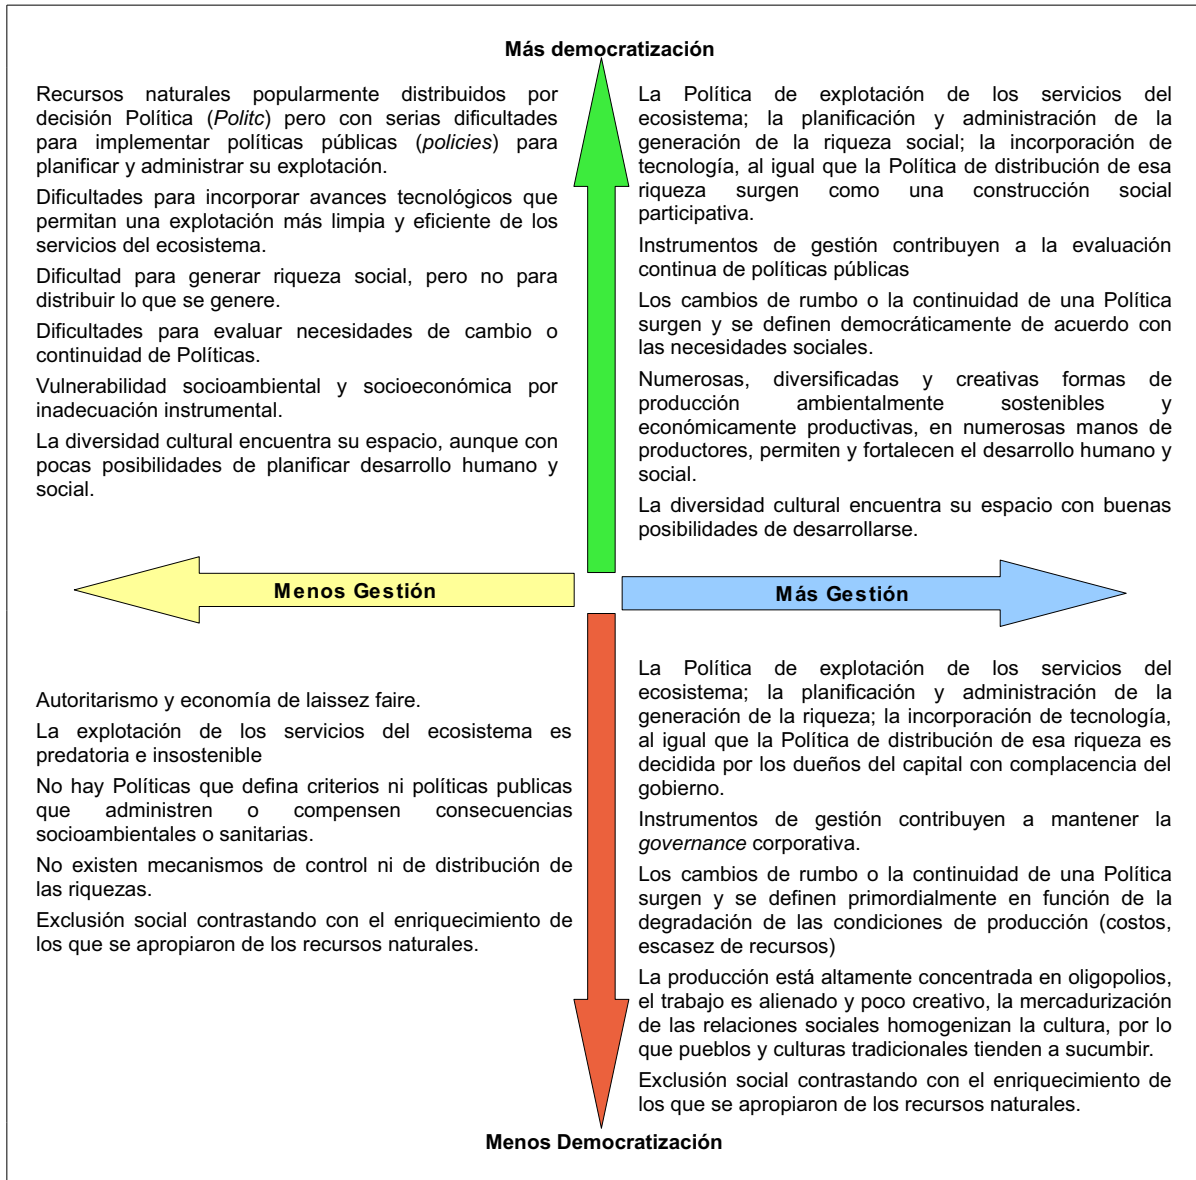 Más democratización
Recursos naturales popularmente distribuidos por
decisión Política (Politc) pero con serias dificultades
para implementar políticas públicas (policies) para
planificar y administrar su explotación.
Dificultades para incorporar avances tecnológicos que
permitan una explotación más limpia y eficiente de los
servicios del ecosistema.
Dificultad para generar riqueza social, pero no para
distribuir lo que se genere.
Dificultades para evaluar necesidades de cambio o
continuidad de Políticas.
Vulnerabilidad socioambiental y socioeconómica por
inadecuación instrumental.
La diversidad cultural encuentra su espacio, aunque con
pocas posibilidades de planificar desarrollo humano y
social.
La Política de explotación de los servicios del
ecosistema; la planificación y administración de la
generación de la riqueza social; la incorporación de
tecnología, al igual que la Política de distribución de esa
riqueza surgen como una construcción social
participativa.
Instrumentos de gestión contribuyen a la evaluación
continua de políticas públicas
Los cambios de rumbo o la continuidad de una Política
surgen y se definen democráticamente de acuerdo con
las necesidades sociales.
Numerosas, diversificadas y creativas formas de
producción ambientalmente sostenibles y
económicamente productivas, en numerosas manos de
productores, permiten y fortalecen el desarrollo humano y
social.
La diversidad cultural encuentra su espacio con buenas
posibilidades de desarrollarse.
Menos Gestión
Más Gestión
Autoritarismo y economía de laissez faire.
La explotación de los servicios del ecosistema es
predatoria e insostenible
No hay Políticas que defina criterios ni políticas publicas
que administren o compensen consecuencias
socioambientales o sanitarias.
No existen mecanismos de control ni de distribución de
las riquezas.
Exclusión social contrastando con el enriquecimiento de
los que se apropiaron de los recursos naturales.
La Política de explotación de los servicios del
ecosistema; la planificación y administración de la
generación de la riqueza; la incorporación de tecnología,
al igual que la Política de distribución de esa riqueza es
decidida por los dueños del capital con complacencia del
gobierno.
Instrumentos de gestión contribuyen a mantener la
governance corporativa.
Los cambios de rumbo o la continuidad de una Política
surgen y se definen primordialmente en función de la
degradación de las condiciones de producción (costos,
escasez de recursos)
La producción está altamente concentrada en oligopolios,
el trabajo es alienado y poco creativo, la mercadurización
de las relaciones sociales homogenizan la cultura, por lo
que pueblos y culturas tradicionales tienden a sucumbir.
Exclusión social contrastando con el enriquecimiento de
los que se apropiaron de los recursos naturales.
Menos Democratización